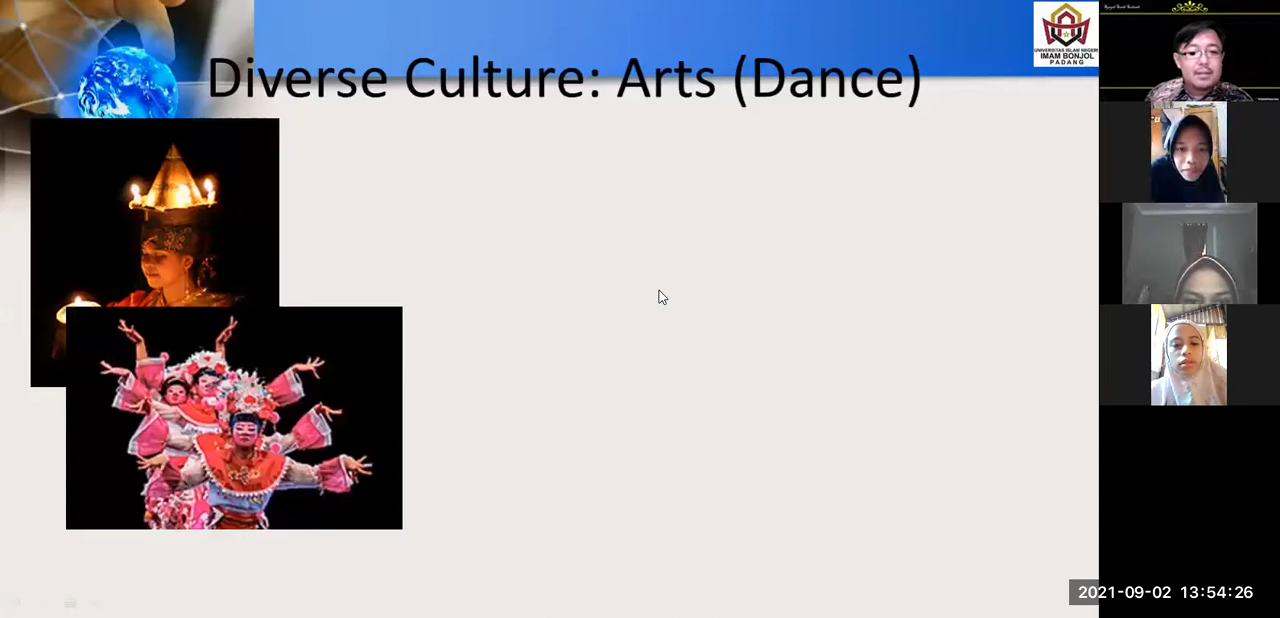 Diverse Culture: Arts (Dance)
UNIVERSITAS ISLAM NEGERI
IMAM BONJOL
PADANG
2021-09-02 13:54:26